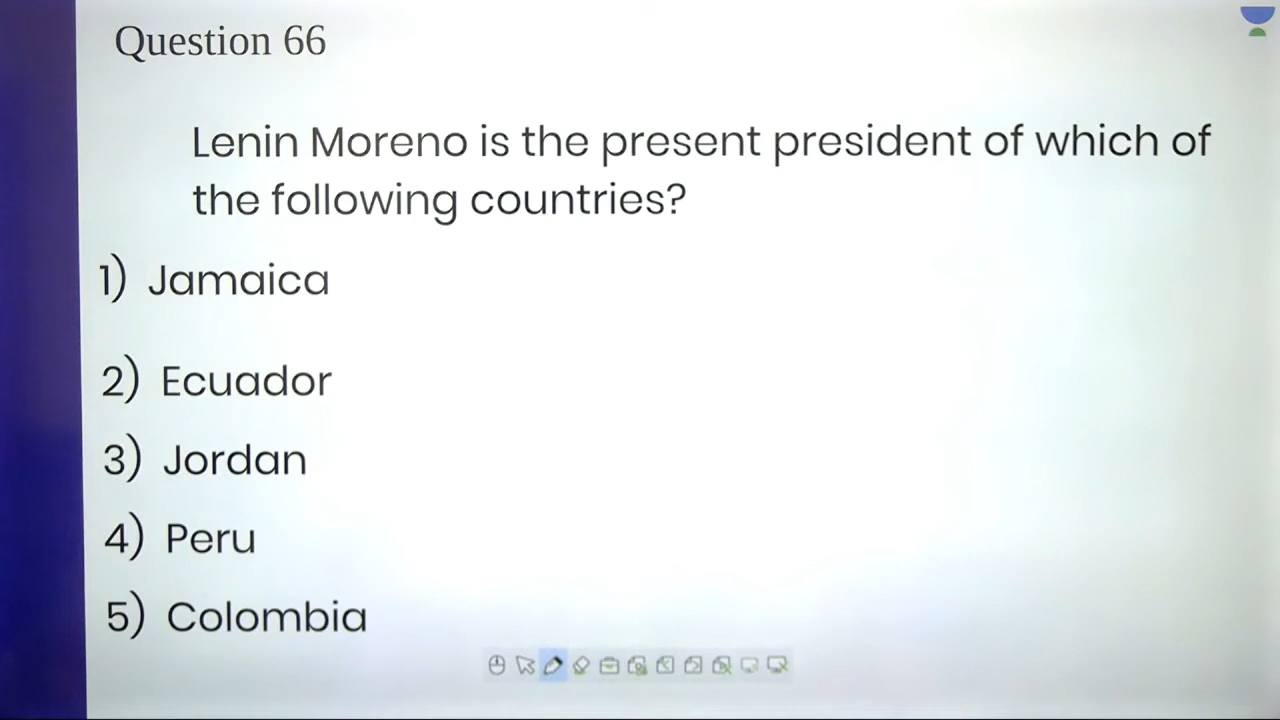 Question 66
Lenin Moreno is the present president of which of
the following countries?
1) Jamaica
2) Ecuador
3) Jordan
4) Peru
5) Colombia